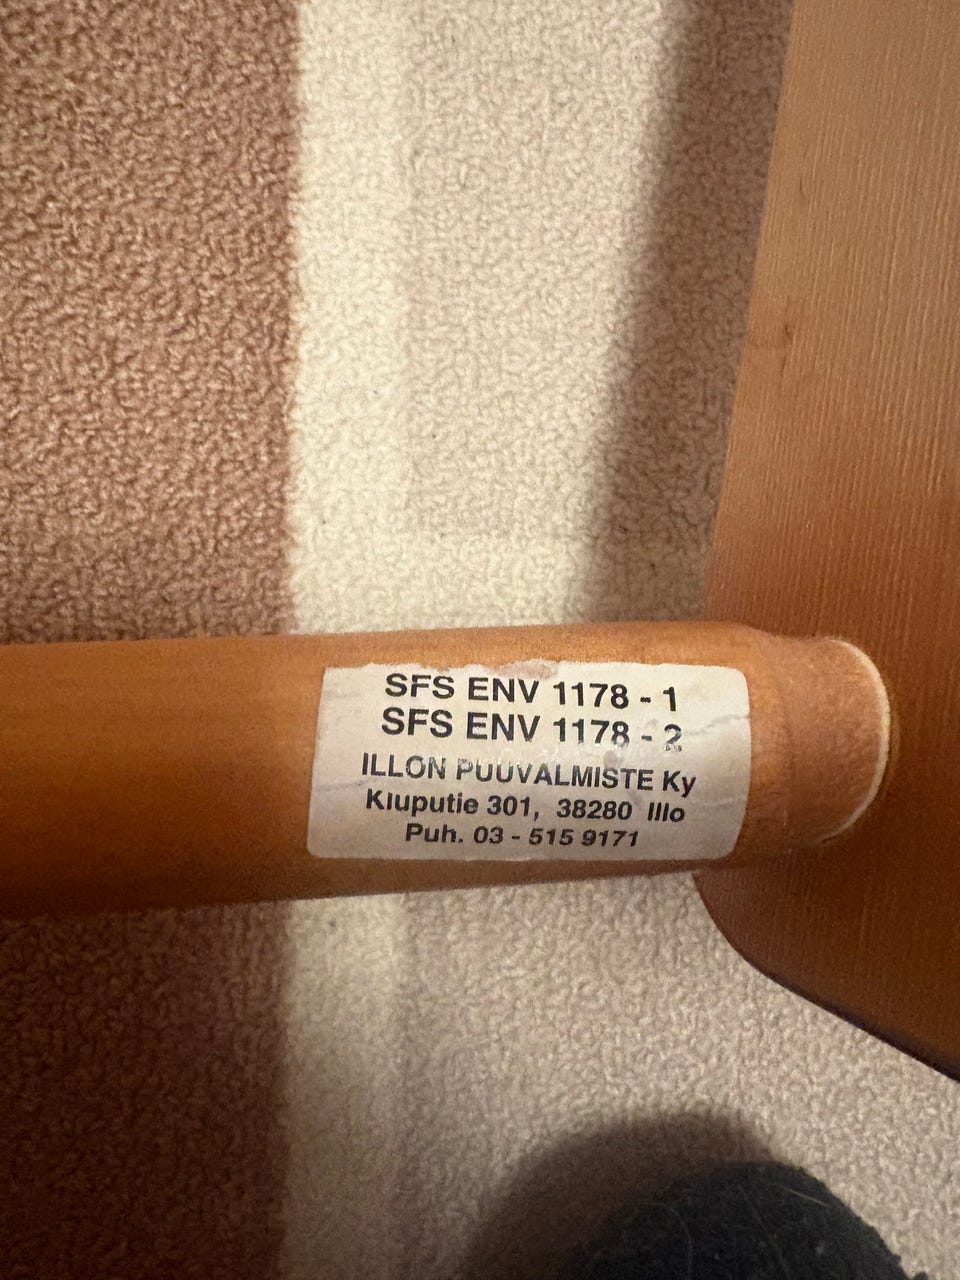 SFS ENV 1178 - 1
SFS ENV 1178 - 2
ILLON PUUVALMISTE Ky
Kiuputie 301, 38280 Illo
Puh. 03 - 515 9171